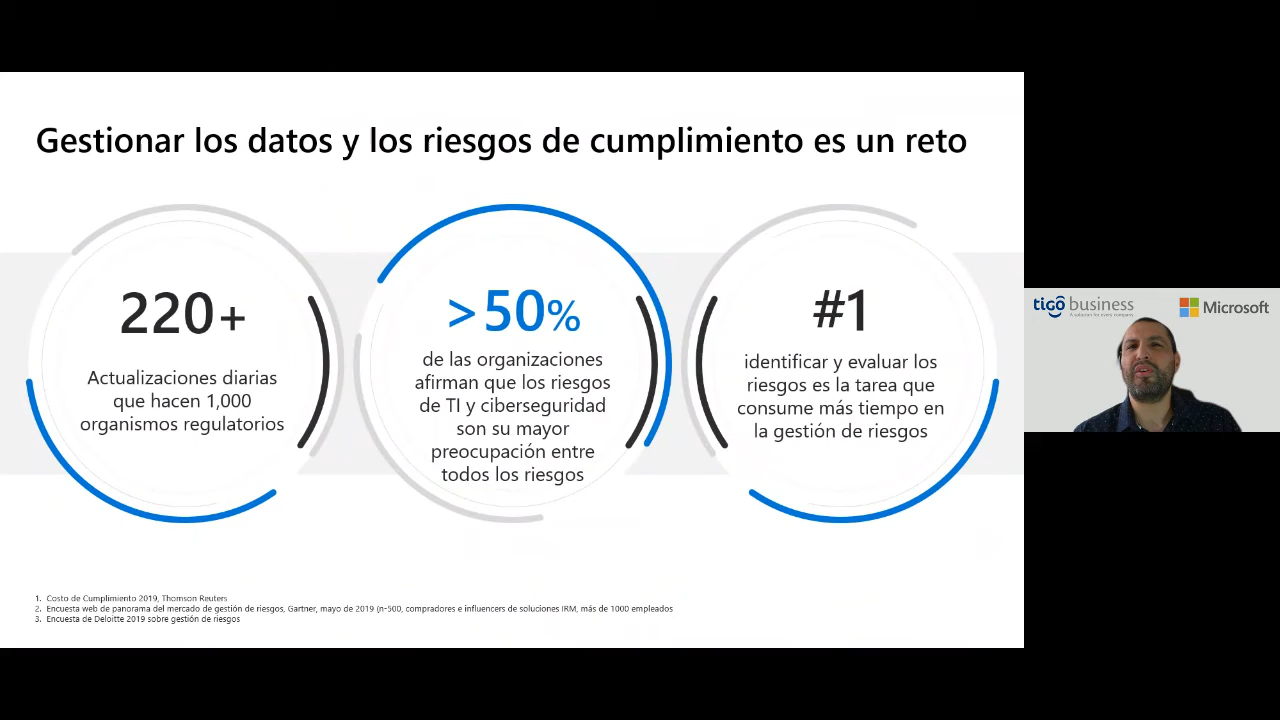 Gestionar los datos y los riesgos de cumplimiento es un reto
220+
Actualizaciones diarias
que hacen 1,000
organismos regulatorios
>50%
de las organizaciones
afirman que los riesgos
de TI y ciberseguridad
son su mayor
preocupación entre
todos los riesgos
#1
identificar y evaluar los
riesgos es la tarea que
consume más tiempo en
la gestión de riesgos
1. Costo de Cumplimiento 2019, Thomson Reuters
2. Encuesta web de panorama del mercado de gestión de riesgos, Gartner, mayo de 2019 (n-500, compradores e influencers de soluciones IRM, más de 1000 empleados
3. Encuesta de Deloitte 2019 sobre gestión de riesgos
tigo business
A solution for every company
Microsoft